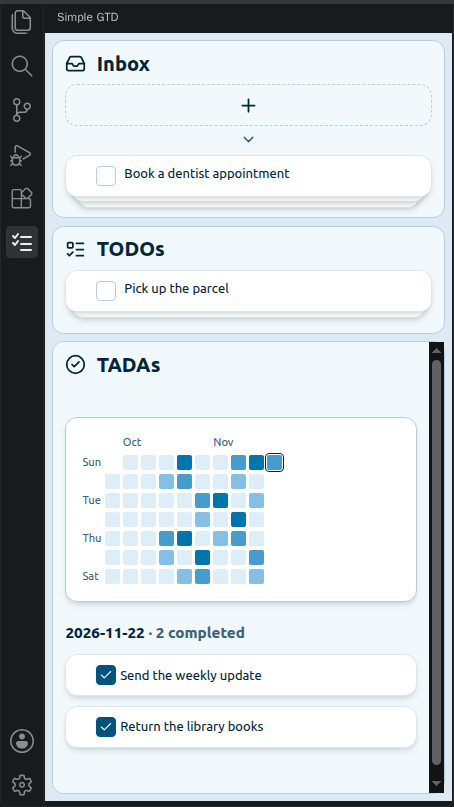 Simple GTD
Inbox
Book a dentist appointment
TODOs
Pick up the parcel
TADAs
Oct Nov
Sun
Tue
Thu
Sat
2026-11-22 · 2 completed
Send the weekly update
Return the library books